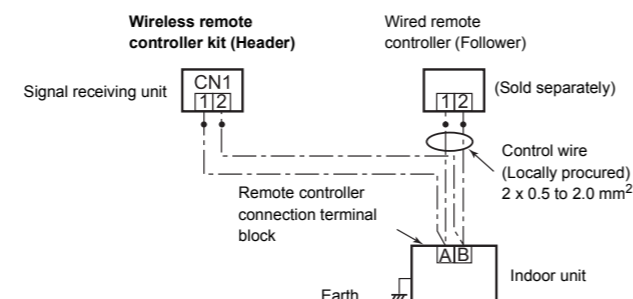 Wireless remote
controller kit (Header)
Wired remote
controller (Follower)
Signal receiving unit
CN1
1 2
1 2
(Sold separately)
Control wire
(Locally procured)
2 x 0.5 to 2.0 mm²
Remote controller
connection terminal
block
A B
Indoor unit
Earth